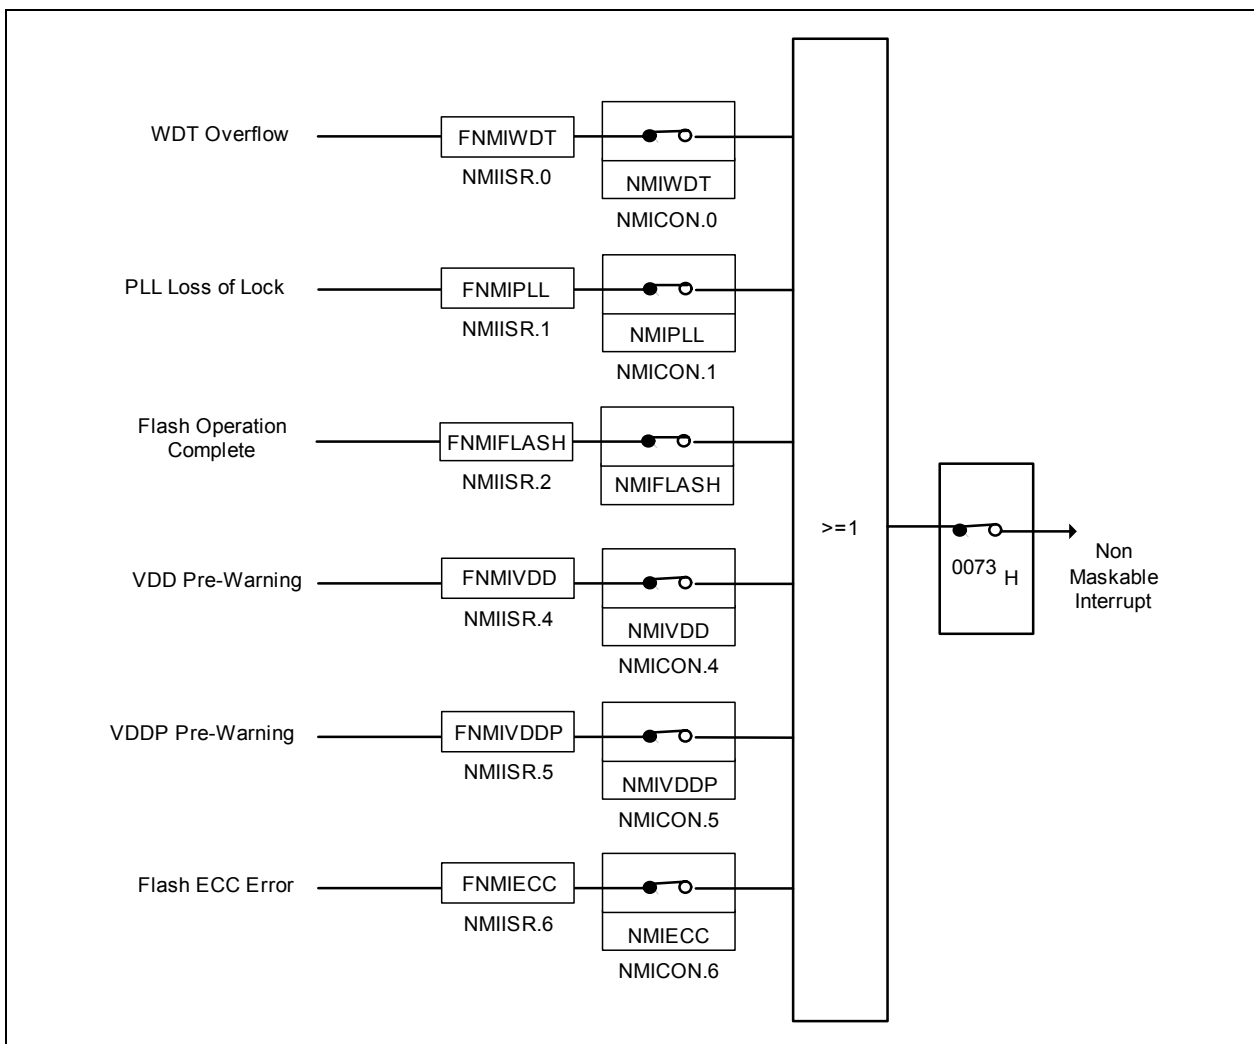 WDT Overflow
FNMIWDT
NMIISR.0
NMIWDT
NMICON.0
PLL Loss of Lock
FNMIPLL
NMIISR.1
NMIPLL
NMICON.1
Flash Operation
Complete
FNMIFLASH
NMIISR.2
NMIFLASH
VDD Pre-Warning
FNMIVDD
NMIISR.4
NMIVDD
NMICON.4
VDDP Pre-Warning
FNMIVDDP
NMIISR.5
NMIVDDP
NMICON.5
Flash ECC Error
FNMIECC
NMIISR.6
NMIECC
NMICON.6
>=1
0073 H
Non
Maskable
Interrupt